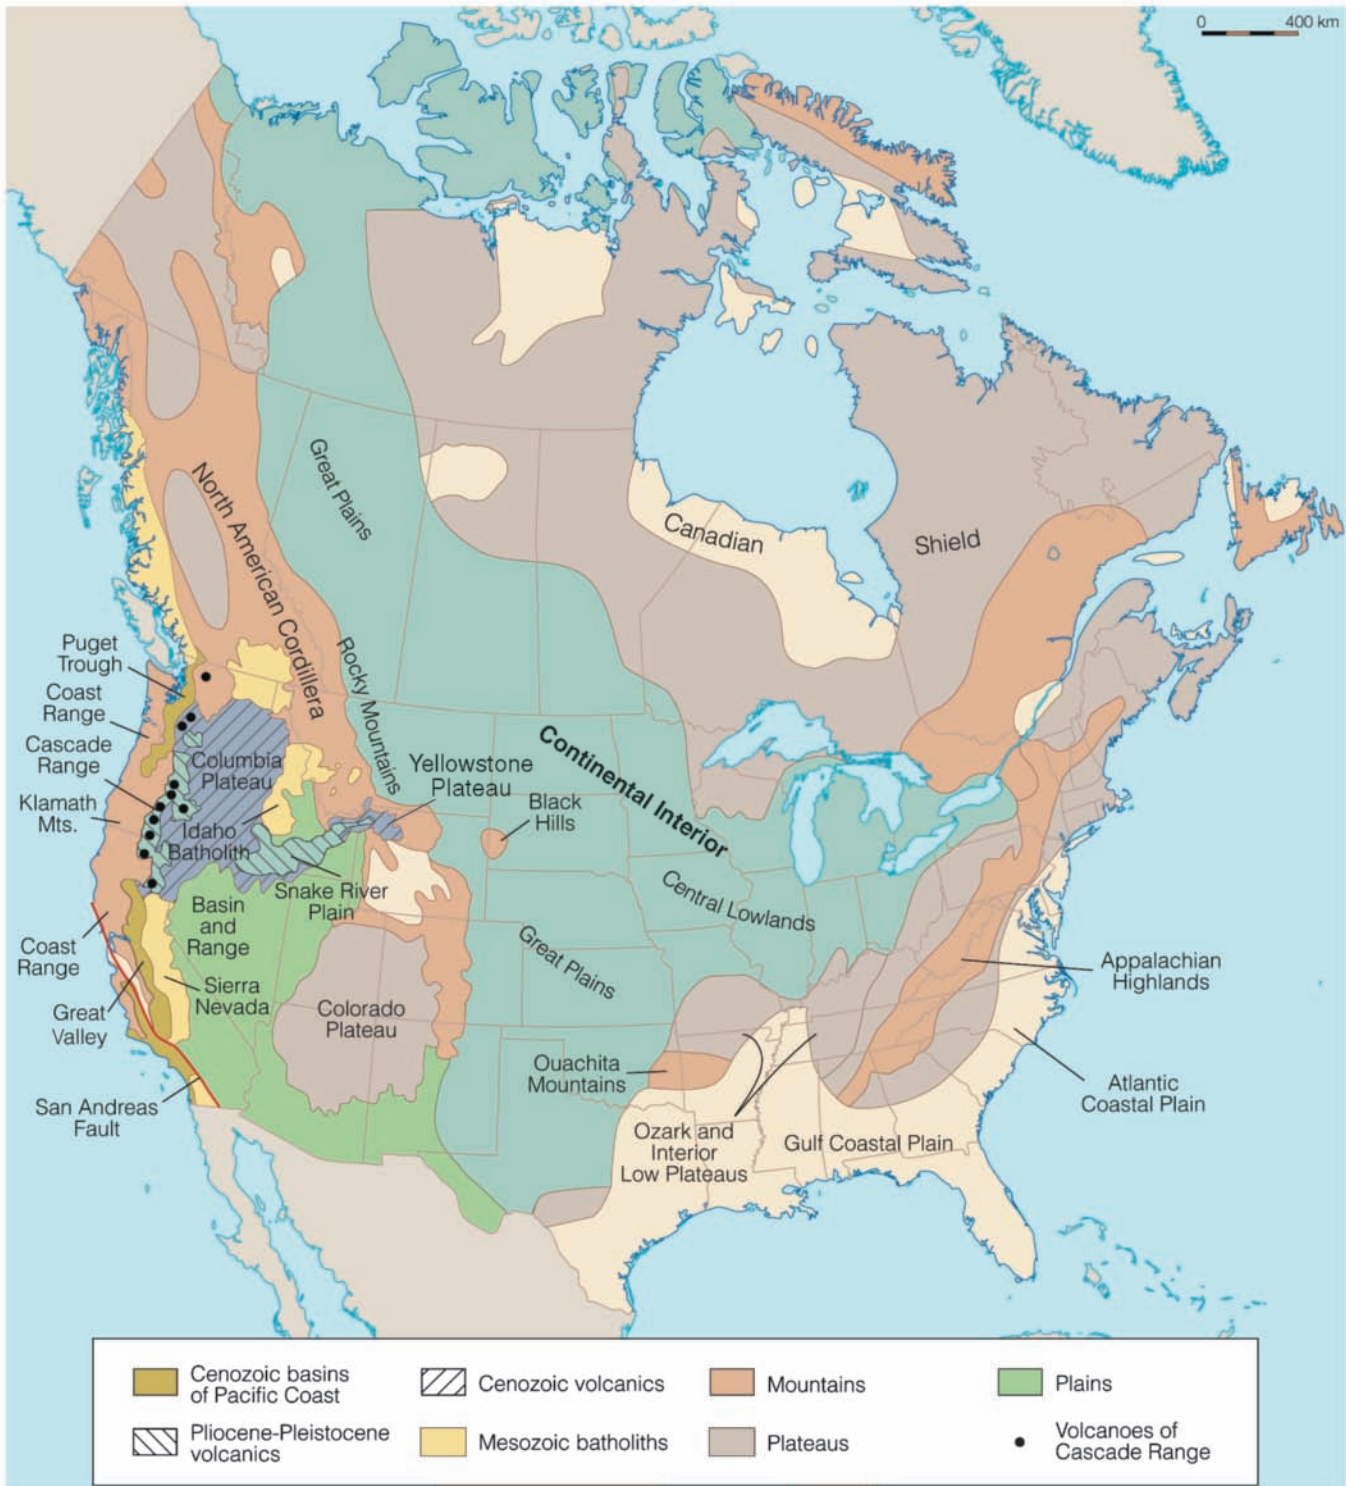 0 400 km
Great Plains
North American Cordillera
Canadian
Shield
Puget
Trough
Coast
Range
Cascade
Range
Klamath
Mts.
Rocky Mountains
Columbia
Plateau
Yellowstone
Plateau
Continental Interior
Black
Hills
Idaho
Batholith
Snake River
Plain
Basin
and
Range
Central Lowlands
Great Plains
Coast
Range
Sierra
Nevada
Great
Valley
Colorado
Plateau
Appalachian
Highlands
Ouachita
Mountains
San Andreas
Fault
Atlantic
Coastal Plain
Ozark and
Interior
Low Plateaus
Gulf Coastal Plain
Cenozoic basins
of Pacific Coast
Cenozoic volcanics
Mountains
Plains
Pliocene-Pleistocene
volcanics
Mesozoic batholiths
Plateaus
Volcanoes of
Cascade Range